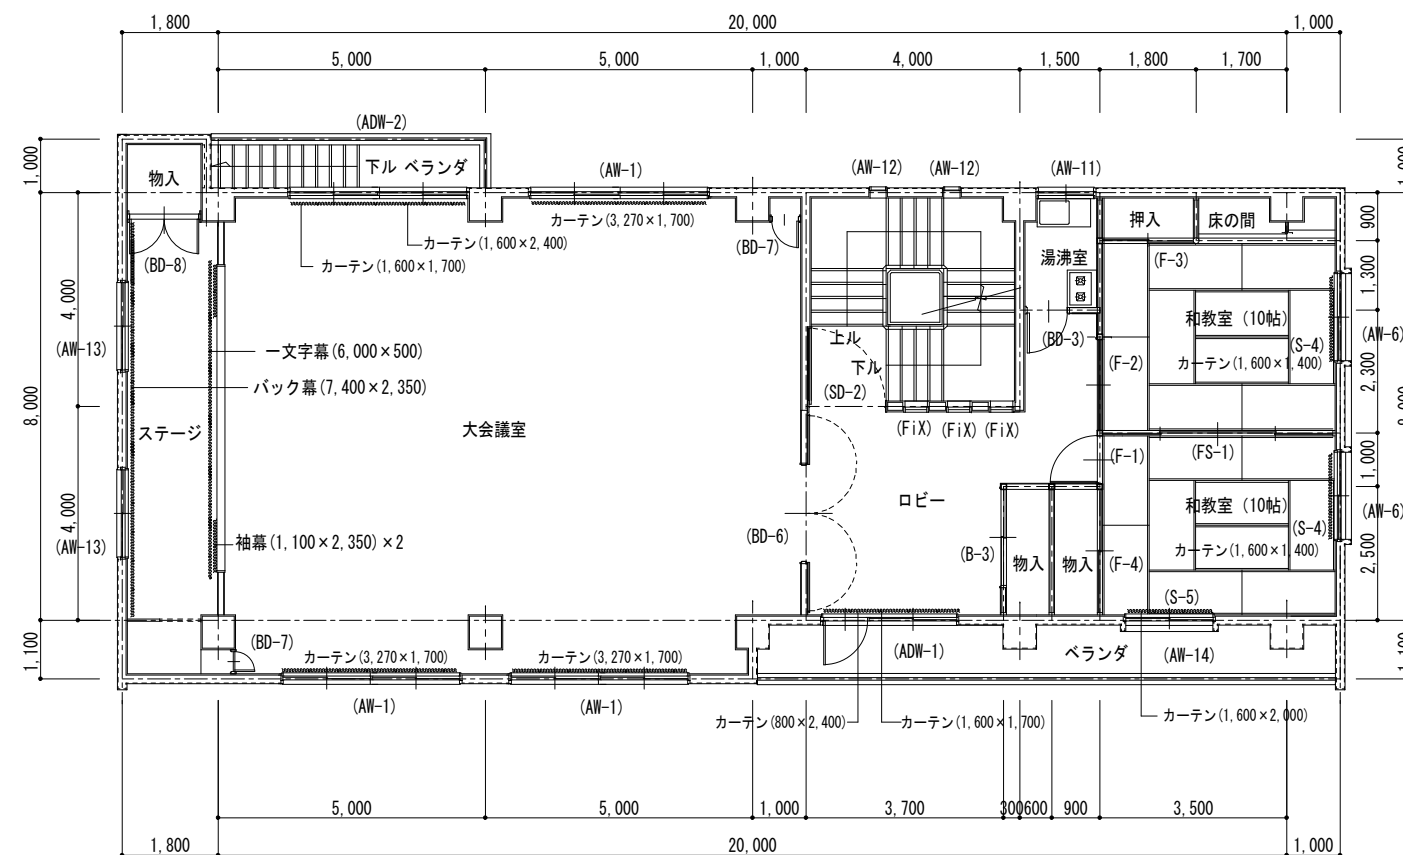 1,800
20,000
1,000
5,000
5,000
1,000
4,000
1,500
1,800
1,700
(ADW-2)
1,000
物入
下ル ベランダ
(AW-1)
(AW-12)
(AW-12)
(AW-11)
カーテン(3,270×1,700)
カーテン(1,600×2,400)
カーテン(1,600×1,700)
(BD-8)
(BD-7)
湯沸室
押入
床の間
(F-3)
900
1,300
4,000
(AW-13)
一文字幕(6,000×500)
バック幕(7,400×2,350)
上ル
下ル
(SD-2)
(BD-3)
(F-2)
和教室(10帖)
(S-4)
カーテン(1,600×1,400)
(AW-6)
2,300
8,000
ステージ
大会議室
(FiX)
(FiX)
(FiX)
(F-1)
(FS-1)
1,000
ロビー
4,000
(AW-13)
袖幕(1,100×2,350)×2
(BD-6)
(B-3)
物入
物入
(F-4)
和教室(10帖)
(S-4)
カーテン(1,600×1,400)
(AW-6)
2,500
(S-5)
1,100
(BD-7)
カーテン(3,270×1,700)
カーテン(3,270×1,700)
(ADW-1)
ベランダ
(AW-14)
(AW-1)
(AW-1)
カーテン(800×2,400)
カーテン(1,600×1,700)
カーテン(1,600×2,000)
5,000
5,000
1,000
3,700
300
600
900
3,500
1,800
20,000
1,000